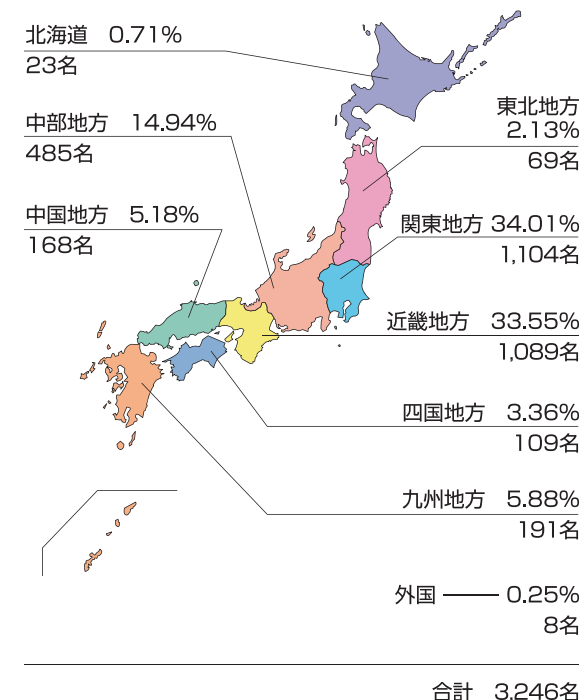 北海道 0.71%
23名
中部地方 14.94%
485名
中国地方 5.18%
168名
東北地方
2.13%
69名
関東地方 34.01%
1,104名
近畿地方 33.55%
1,089名
四国地方 3.36%
109名
九州地方 5.88%
191名
外国 0.25%
8名
合計 3,246名